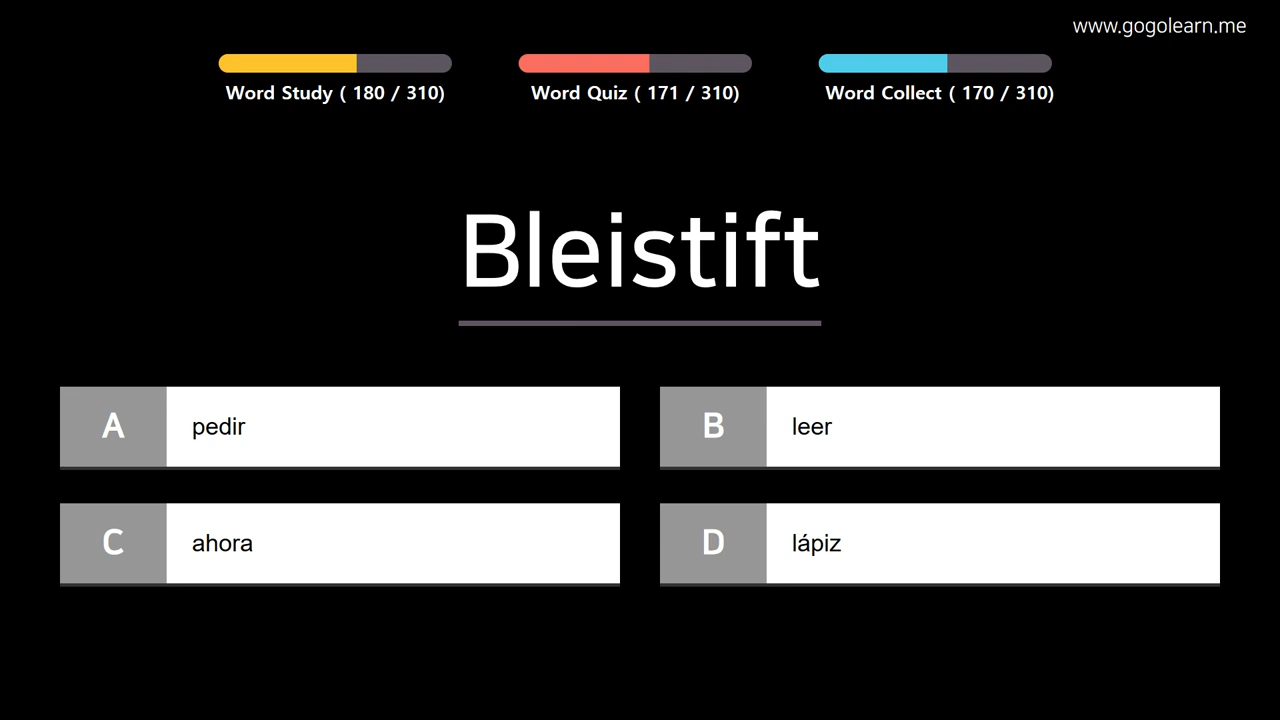 www.gogolearn.me
Word Study ( 180 / 310)
Word Quiz ( 171 / 310)
Word Collect ( 170 / 310)
Bleistift
A pedir
B leer
C ahora
D lápiz